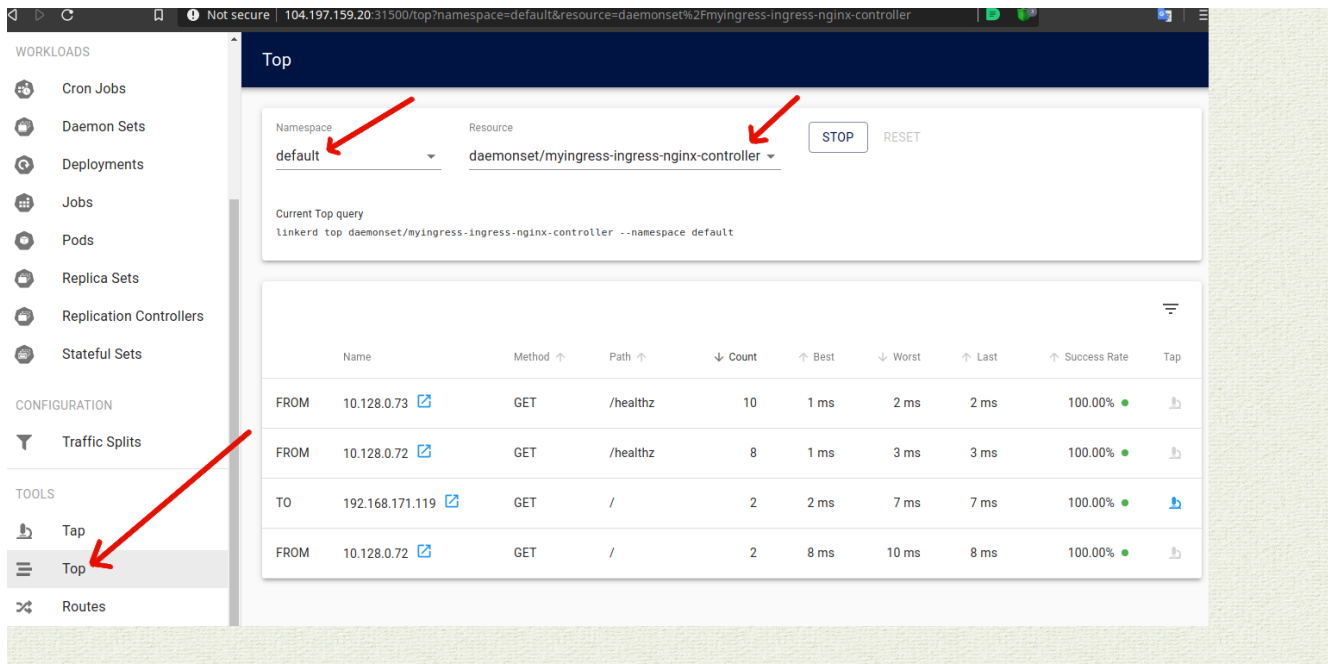 Not secure | 104.197.159.20:31500/top?namespace=default&resource=daemonset%2Fmyingress-ingress-nginx-controller
WORKLOADS
Cron Jobs
Daemon Sets
Deployments
Jobs
Pods
Replica Sets
Replication Controllers
Stateful Sets
CONFIGURATION
Traffic Splits
TOOLS
Tap
Top
Routes
Top
Namespace Resource
default daemonset/myingress-ingress-nginx-controller STOP RESET
Current Top query
linkerd top daemonset/myingress-ingress-nginx-controller --namespace default
Name Method Path Count Best Worst Last Success Rate Tap
FROM 10.128.0.73 GET /healthz 10 1 ms 2 ms 2 ms 100.00%
FROM 10.128.0.72 GET /healthz 8 1 ms 3 ms 3 ms 100.00%
TO 192.168.171.119 GET / 2 2 ms 7 ms 7 ms 100.00%
FROM 10.128.0.72 GET / 2 8 ms 10 ms 8 ms 100.00%